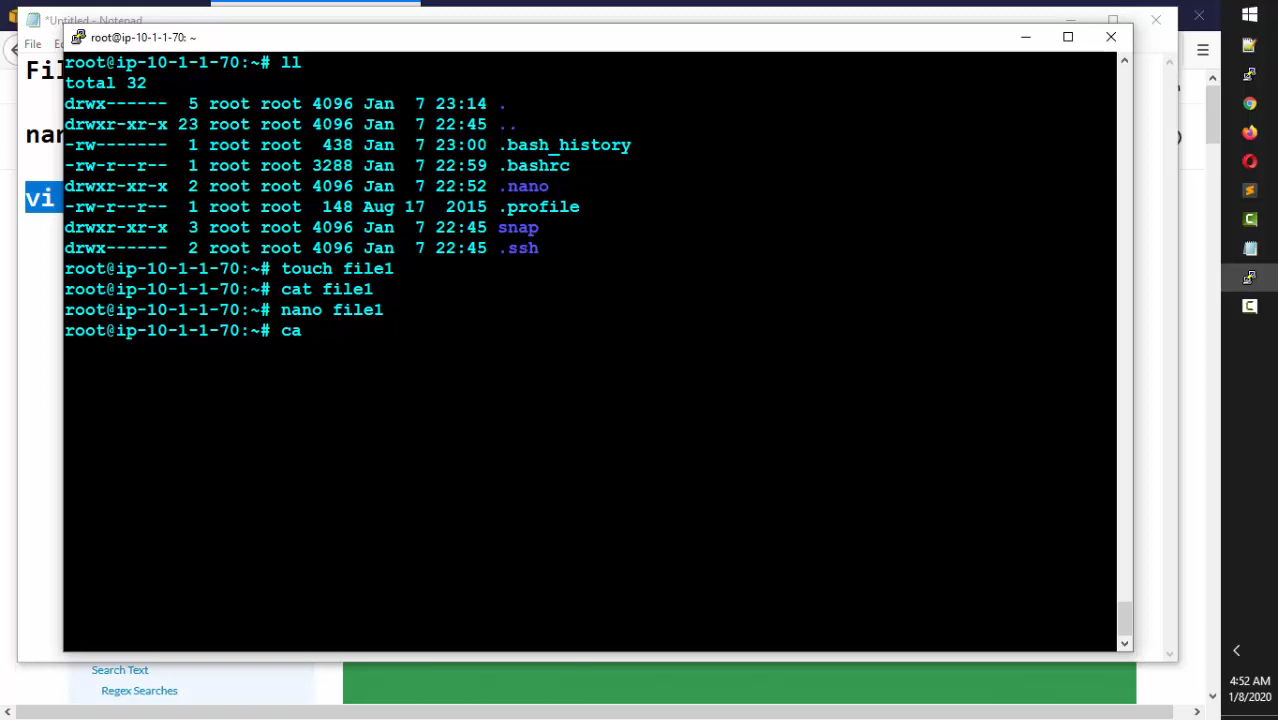 *Untitled - Notepad
root@ip-10-1-1-70: ~
File
Fil
nan
vi
root@ip-10-1-1-70:~# ll
total 32
drwx------  5 root root 4096 Jan  7 23:14 .
drwxr-xr-x 23 root root 4096 Jan  7 22:45 ..
-rw-------  1 root root  438 Jan  7 23:00 .bash_history
-rw-r--r--  1 root root 3288 Jan  7 22:59 .bashrc
drwxr-xr-x  2 root root 4096 Jan  7 22:52 .nano
-rw-r--r--  1 root root  148 Aug 17  2015 .profile
drwxr-xr-x  3 root root 4096 Jan  7 22:45 snap
drwx------  2 root root 4096 Jan  7 22:45 .ssh
root@ip-10-1-1-70:~# touch file1
root@ip-10-1-1-70:~# cat file1
root@ip-10-1-1-70:~# nano file1
root@ip-10-1-1-70:~# ca
Search Text
Regex Searches
4:52 AM
1/8/2020